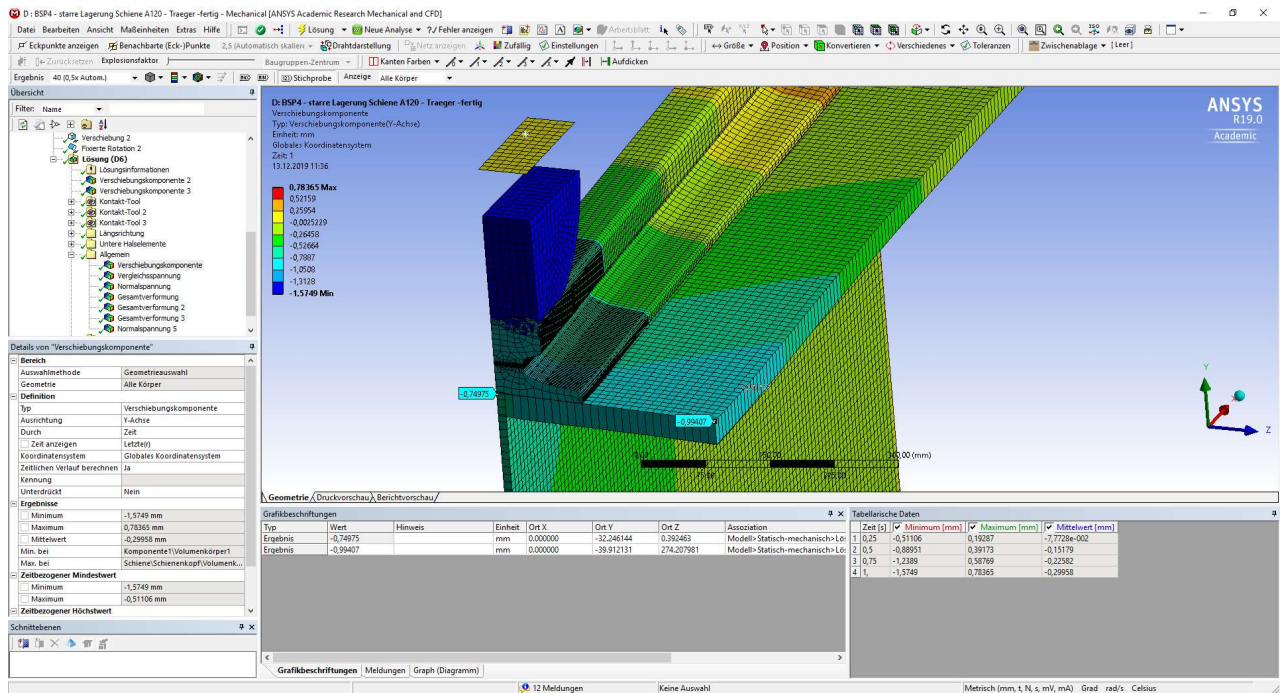 D : BSP4 - starre Lagerung Schiene A120 - Traeger -fertig - Mechanical [ANSYS Academic Research Mechanical and CFD]
Datei Bearbeiten Ansicht Maßeinheiten Extras Hilfe Lösung Neue Analyse ?/ Fehler anzeigen Arbeitsblatt
Eckpunkte anzeigen Benachbarte (Eck-)Punkte 2,5 (Automatisch skalieren) Drahtdarstellung Netz anzeigen Zufällig Einstellungen Größe Position Konvertieren Verschiedenes Toleranzen Zwischenablage [Leer]
Zurücksetzen Explosionsfaktor Baugruppen-Zentrum Kanten Farben Aufdicken
Ergebnis 40 (0,5x Autom.) Stichprobe Anzeige Alle Körper
Übersicht
Filter: Name
Verschiebung 2
Fixierte Rotation 2
Lösung (D6)
Lösungsinformationen
Verschiebungskomponente 2
Verschiebungskomponente 3
Kontakt-Tool
Kontakt-Tool 2
Kontakt-Tool 3
Längsrichtung
Untere Halselemente
Allgemein
Verschiebungskomponente
Vergleichsspannung
Normalspannung
Gesamtverformung
Gesamtverformung 2
Gesamtverformung 3
Normalspannung 5
Details von "Verschiebungskomponente"
Bereich
Auswahlmethode Geometrieauswahl
Geometrie Alle Körper
Definition
Typ Verschiebungskomponente
Ausrichtung Y-Achse
Durch Zeit
Zeit anzeigen Letzte(r)
Koordinatensystem Globales Koordinatensystem
Zeitlichen Verlauf berechnen Ja
Kennung
Unterdrückt Nein
Ergebnisse
Minimum -1,5749 mm
Maximum 0,78365 mm
Mittelwert -0,29958 mm
Min. bei Komponente1\Volumenkörper1
Max. bei Schiene\Schienenkopf\Volumenk...
Zeitbezogener Mindestwert
Minimum -1,5749 mm
Maximum -0,51106 mm
Zeitbezogener Höchstwert
Schnittebenen
D: BSP4 - starre Lagerung Schiene A120 - Traeger -fertig
Verschiebungskomponente
Typ: Verschiebungskomponente(Y-Achse)
Einheit: mm
Globales Koordinatensystem
Zeit: 1
13.12.2019 11:36
0,78365 Max
0,52159
0,25954
-0,0025229
-0,26458
-0,52664
-0,7887
-1,0508
-1,3128
-1,5749 Min
ANSYS
R19.0
Academic
-0,74975
-0,99407
(mm)
Y
Z
Geometrie Druckvorschau Berichtvorschau
Grafikbeschriftungen
Typ Wert Hinweis Einheit Ort X Ort Y Ort Z Assoziation
Ergebnis -0,74975 mm 0.000000 -32.246144 0.392463 Modell>Statisch-mechanisch>Lös
Ergebnis -0,99407 mm 0.000000 -39.912131 274.207981 Modell>Statisch-mechanisch>Lös
Grafikbeschriftungen Meldungen Graph (Diagramm)
Tabellarische Daten
Zeit [s] Minimum [mm] Maximum [mm] Mittelwert [mm]
1 0,25 -0,51106 0,19287 -7,7728e-002
2 0,5 -0,88951 0,39173 -0,15179
3 0,75 -1,2389 0,58769 -0,22582
4 1, -1,5749 0,78365 -0,29958
12 Meldungen Keine Auswahl Metrisch (mm, t, N, s, mV, mA) Grad rad/s Celsius